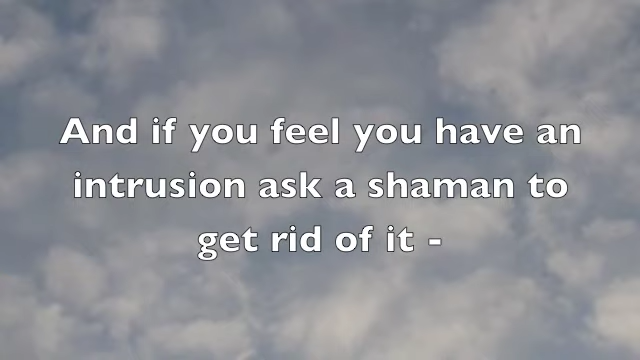 And if you feel you have an
intrusion ask a shaman to
get rid of it -